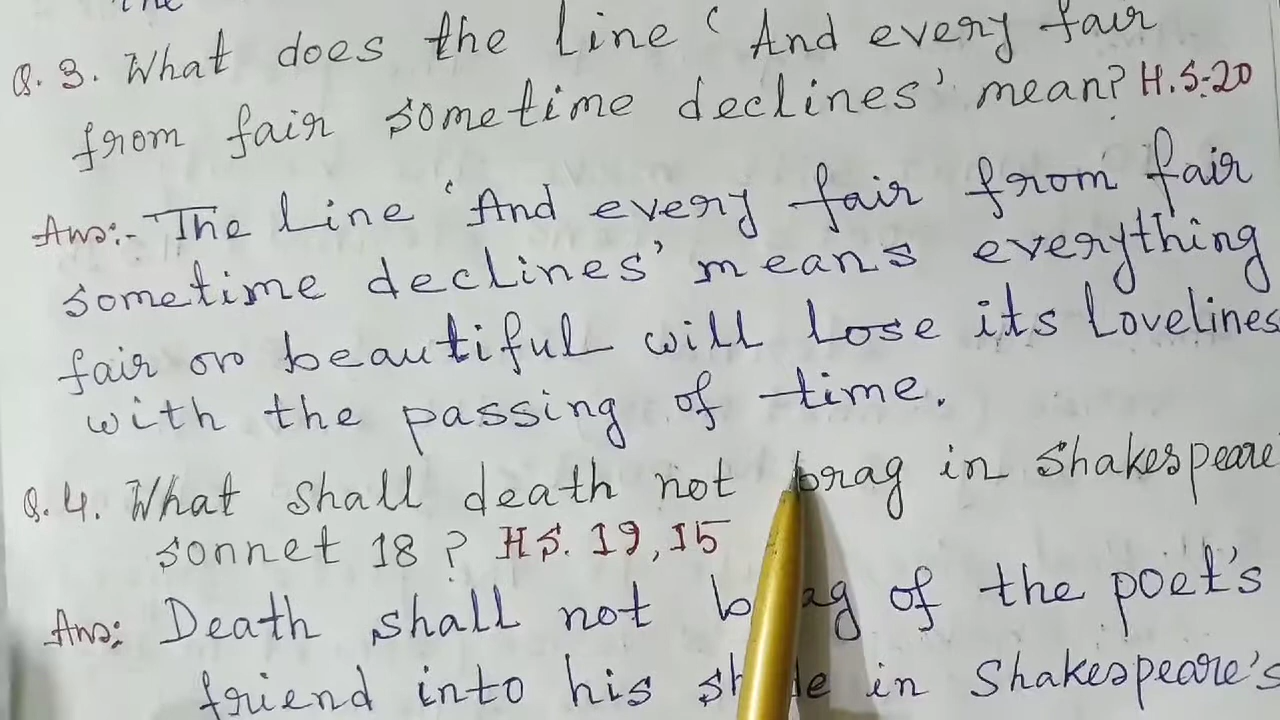 the
Q. 3. What does the line ‘And every fair
from fair sometime declines’ mean? H.S-20
Ans:- The line ‘And every fair from fair
sometime declines’ means everything
fair or beautiful will lose its lovelines
with the passing of time.
Q. 4. What shall death not brag in Shakespeare
sonnet 18? HS. 19, 15
Ans: Death shall not of the poet's
friend into his in Shakespeare's